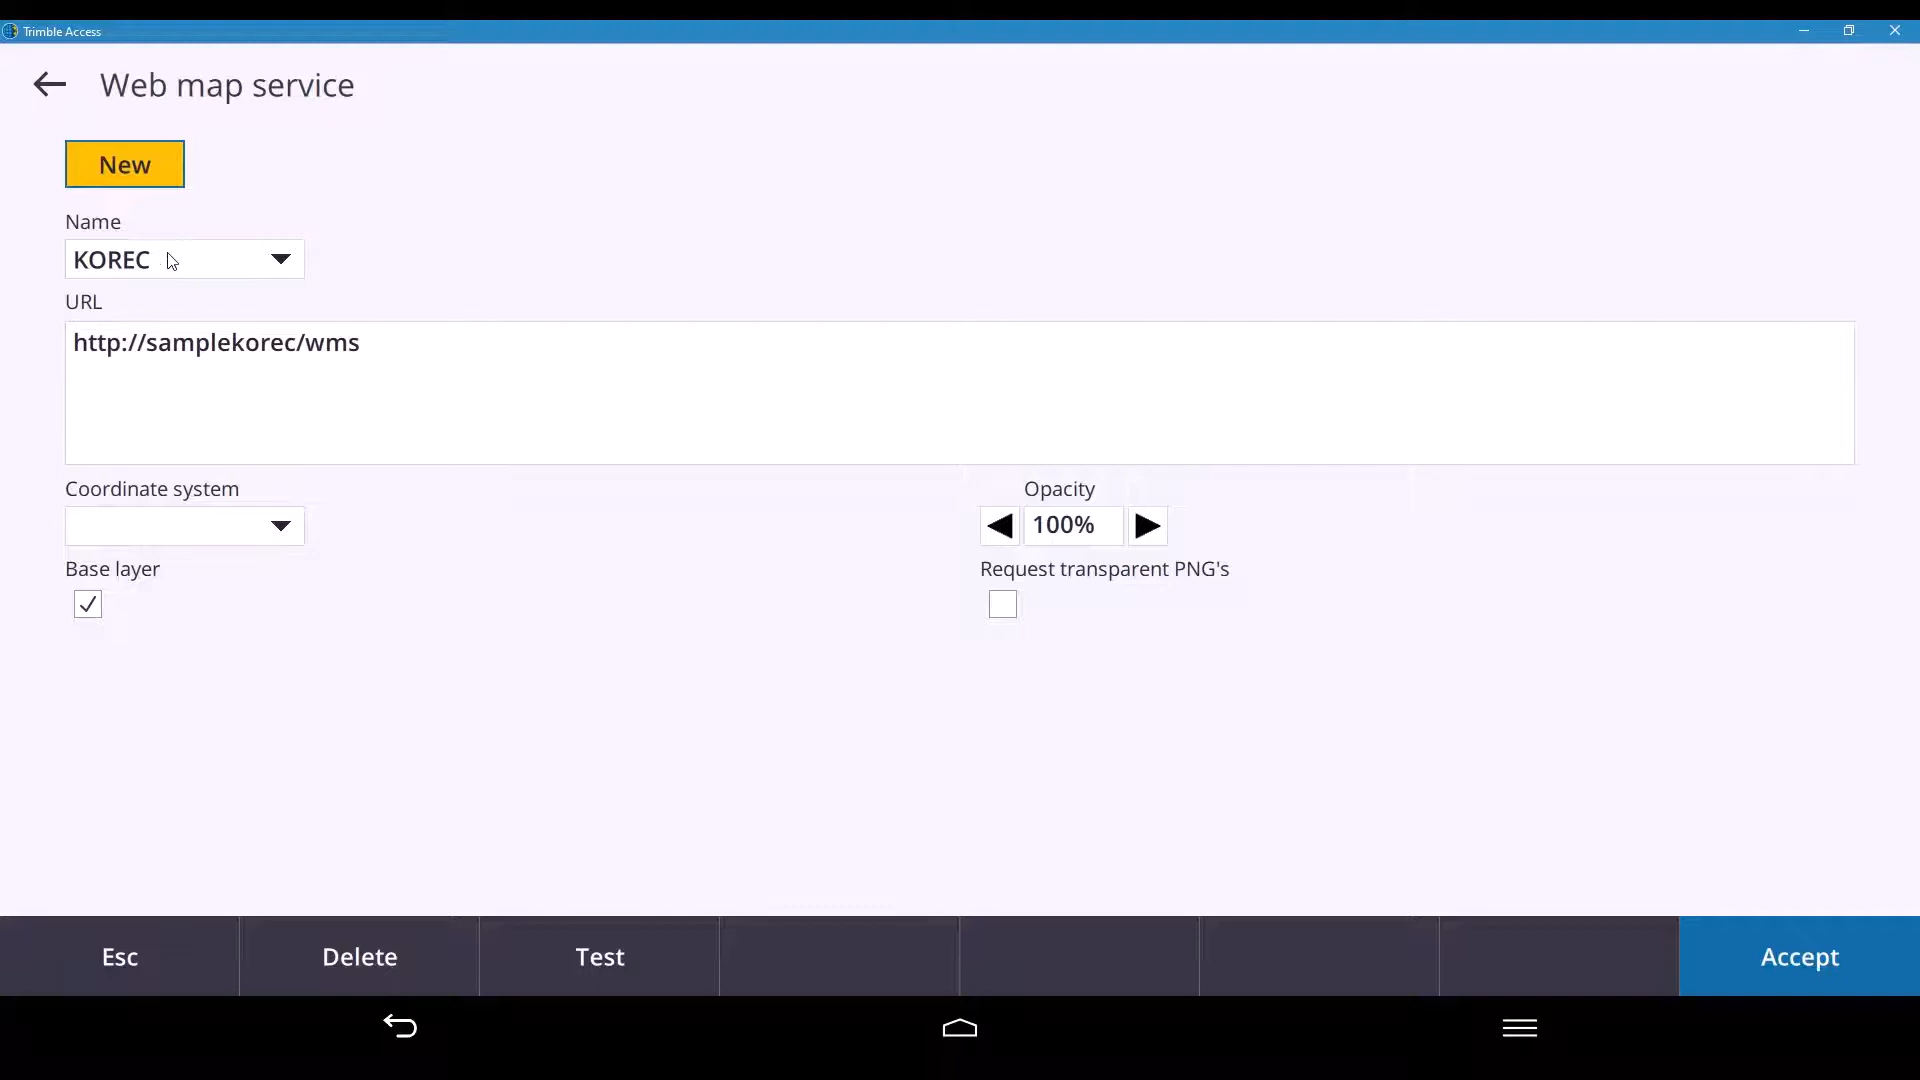 Trimble Access
Web map service
New
Name
KOREC
URL
http://samplekorec/wms
Coordinate system
Opacity
100%
Base layer
Request transparent PNG's
Esc
Delete
Test
Accept